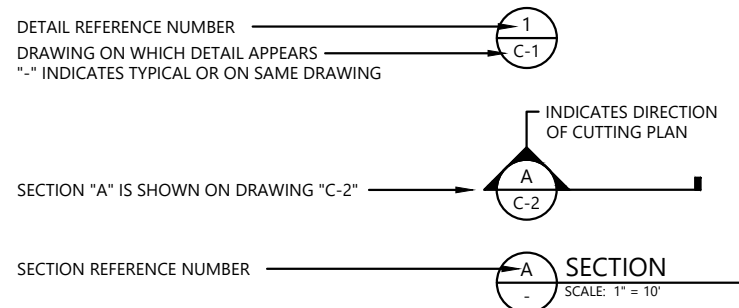 DETAIL REFERENCE NUMBER
1
DRAWING ON WHICH DETAIL APPEARS
C-1
"-" INDICATES TYPICAL OR ON SAME DRAWING
INDICATES DIRECTION
OF CUTTING PLAN
A
SECTION "A" IS SHOWN ON DRAWING "C-2"
C-2
SECTION REFERENCE NUMBER
A
SECTION
-
SCALE: 1" = 10'